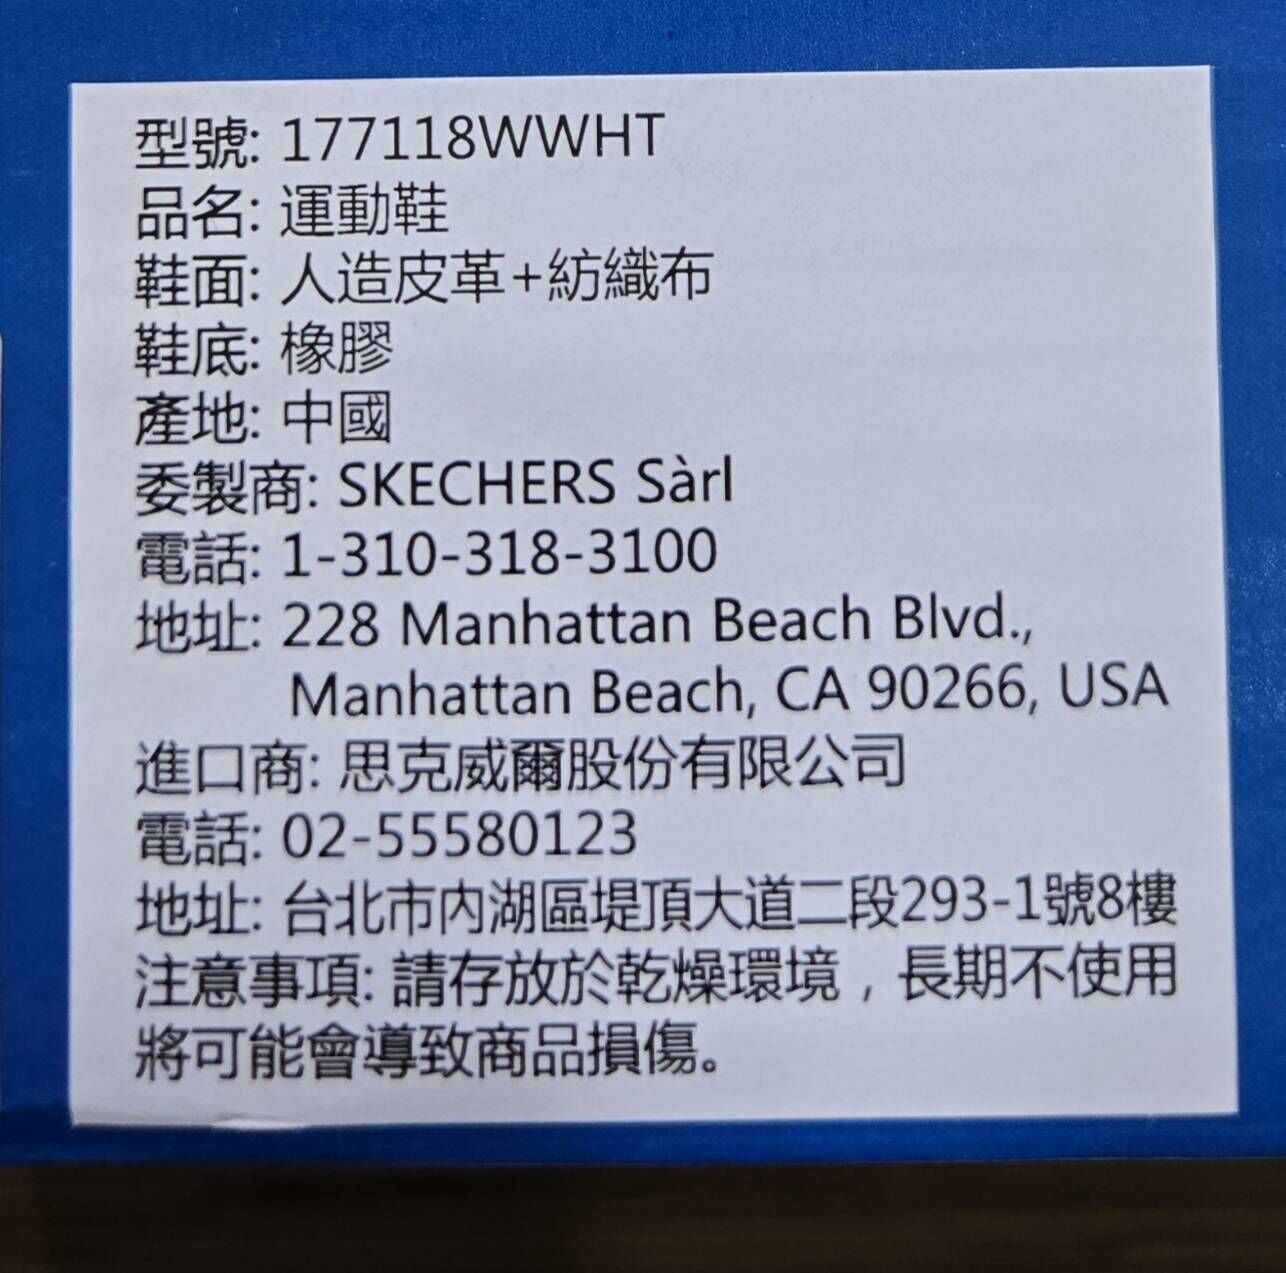 型號: 177118WWHT
品名: 運動鞋
鞋面: 人造皮革+紡織布
鞋底: 橡膠
產地: 中國
委製商: SKECHERS Sàrl
電話: 1-310-318-3100
地址: 228 Manhattan Beach Blvd.,
Manhattan Beach, CA 90266, USA
進口商: 思克威爾股份有限公司
電話: 02-55580123
地址: 台北市內湖區堤頂大道二段293-1號8樓
注意事項: 請存放於乾燥環境，長期不使用
將可能會導致商品損傷。